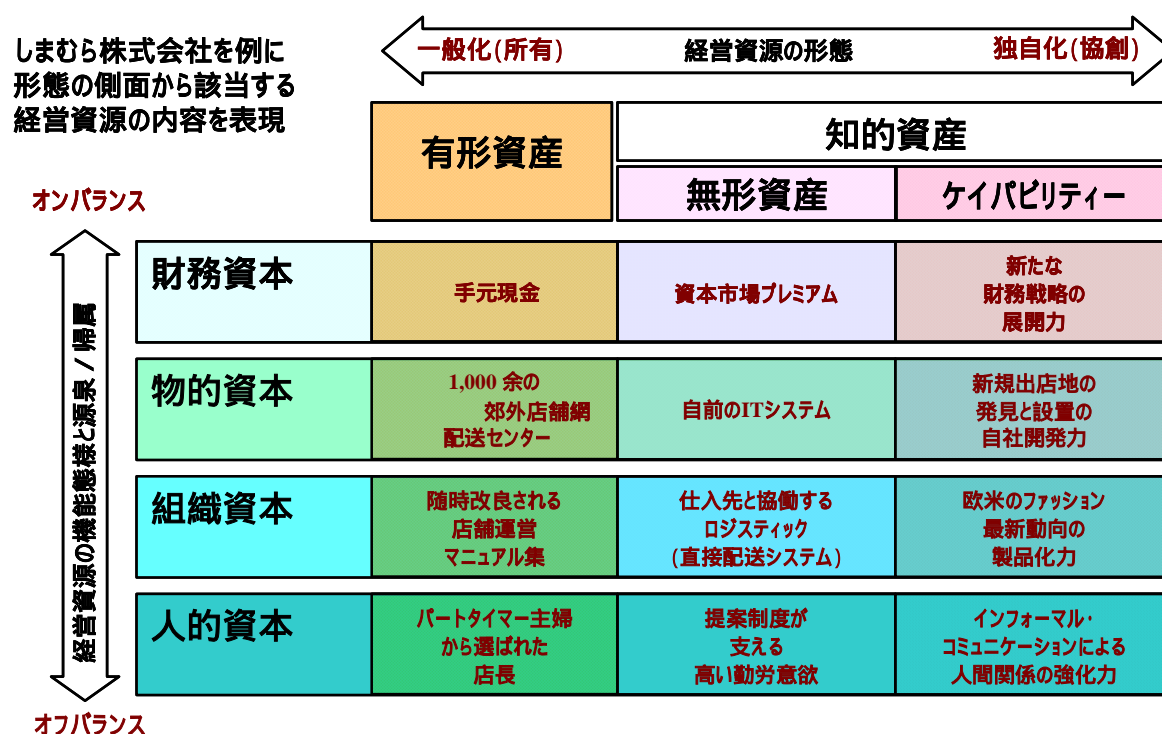 しまむら株式会社を例に
形態の側面から該当する
経営資源の内容を表現
一般化(所有)
経営資源の形態
独自化(協創)
有形資産
知的資産
無形資産
ケイパビリティー
オンバランス
経営資源の機能態様と源泉/帰属
オフバランス
財務資本
手元現金
資本市場プレミアム
新たな
財務戦略の
展開力
物的資本
1,000 余の
郊外店舗網
配送センター
自前のITシステム
新規出店地の
発見と設置の
自社開発力
組織資本
随時改良される
店舗運営
マニュアル集
仕入先と協働する
ロジスティック
(直接配送システム)
欧米のファッション
最新動向の
製品化力
人的資本
パートタイマー主婦
から選ばれた
店長
提案制度が
支える
高い勤労意欲
インフォーマル・
コミュニケーションによる
人間関係の強化力